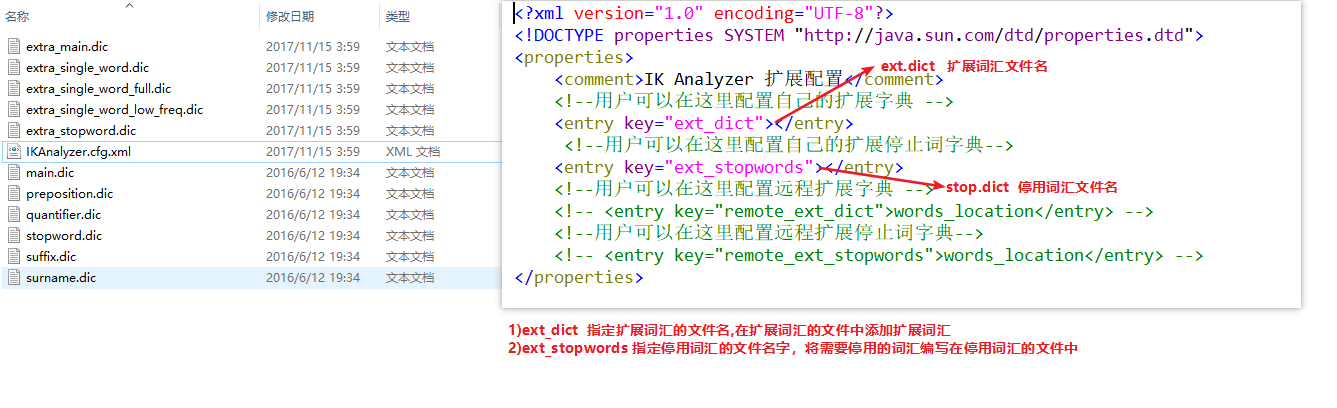 名称 修改日期 类型
extra_main.dic 2017/11/15 3:59 文本文档
extra_single_word.dic 2017/11/15 3:59 文本文档
extra_single_word_full.dic 2017/11/15 3:59 文本文档
extra_single_word_low_freq.dic 2017/11/15 3:59 文本文档
extra_stopword.dic 2017/11/15 3:59 文本文档
IKAnalyzer.cfg.xml 2017/11/15 3:59 XML 文档
main.dic 2016/6/12 19:34 文本文档
preposition.dic 2016/6/12 19:34 文本文档
quantifier.dic 2016/6/12 19:34 文本文档
stopword.dic 2016/6/12 19:34 文本文档
suffix.dic 2016/6/12 19:34 文本文档
surname.dic 2016/6/12 19:34 文本文档
<?xml version="1.0" encoding="UTF-8"?>
<!DOCTYPE properties SYSTEM "http://java.sun.com/dtd/properties.dtd">
<properties>
ext.dict 扩展词汇文件名
<comment>IK Analyzer 扩展配置</comment>
<!--用户可以在这里配置自己的扩展字典 -->
<entry key="ext_dict"></entry>
<!--用户可以在这里配置自己的扩展停止词字典-->
<entry key="ext_stopwords"></entry>
stop.dict 停用词汇文件名
<!--用户可以在这里配置远程扩展字典 -->
<!-- <entry key="remote_ext_dict">words_location</entry> -->
<!--用户可以在这里配置远程扩展停止词字典-->
<!-- <entry key="remote_ext_stopwords">words_location</entry> -->
</properties>
1)ext_dict 指定扩展词汇的文件名,在扩展词汇的文件中添加扩展词汇
2)ext_stopwords 指定停用词汇的文件名字，将需要停用的词汇编写在停用词汇的文件中